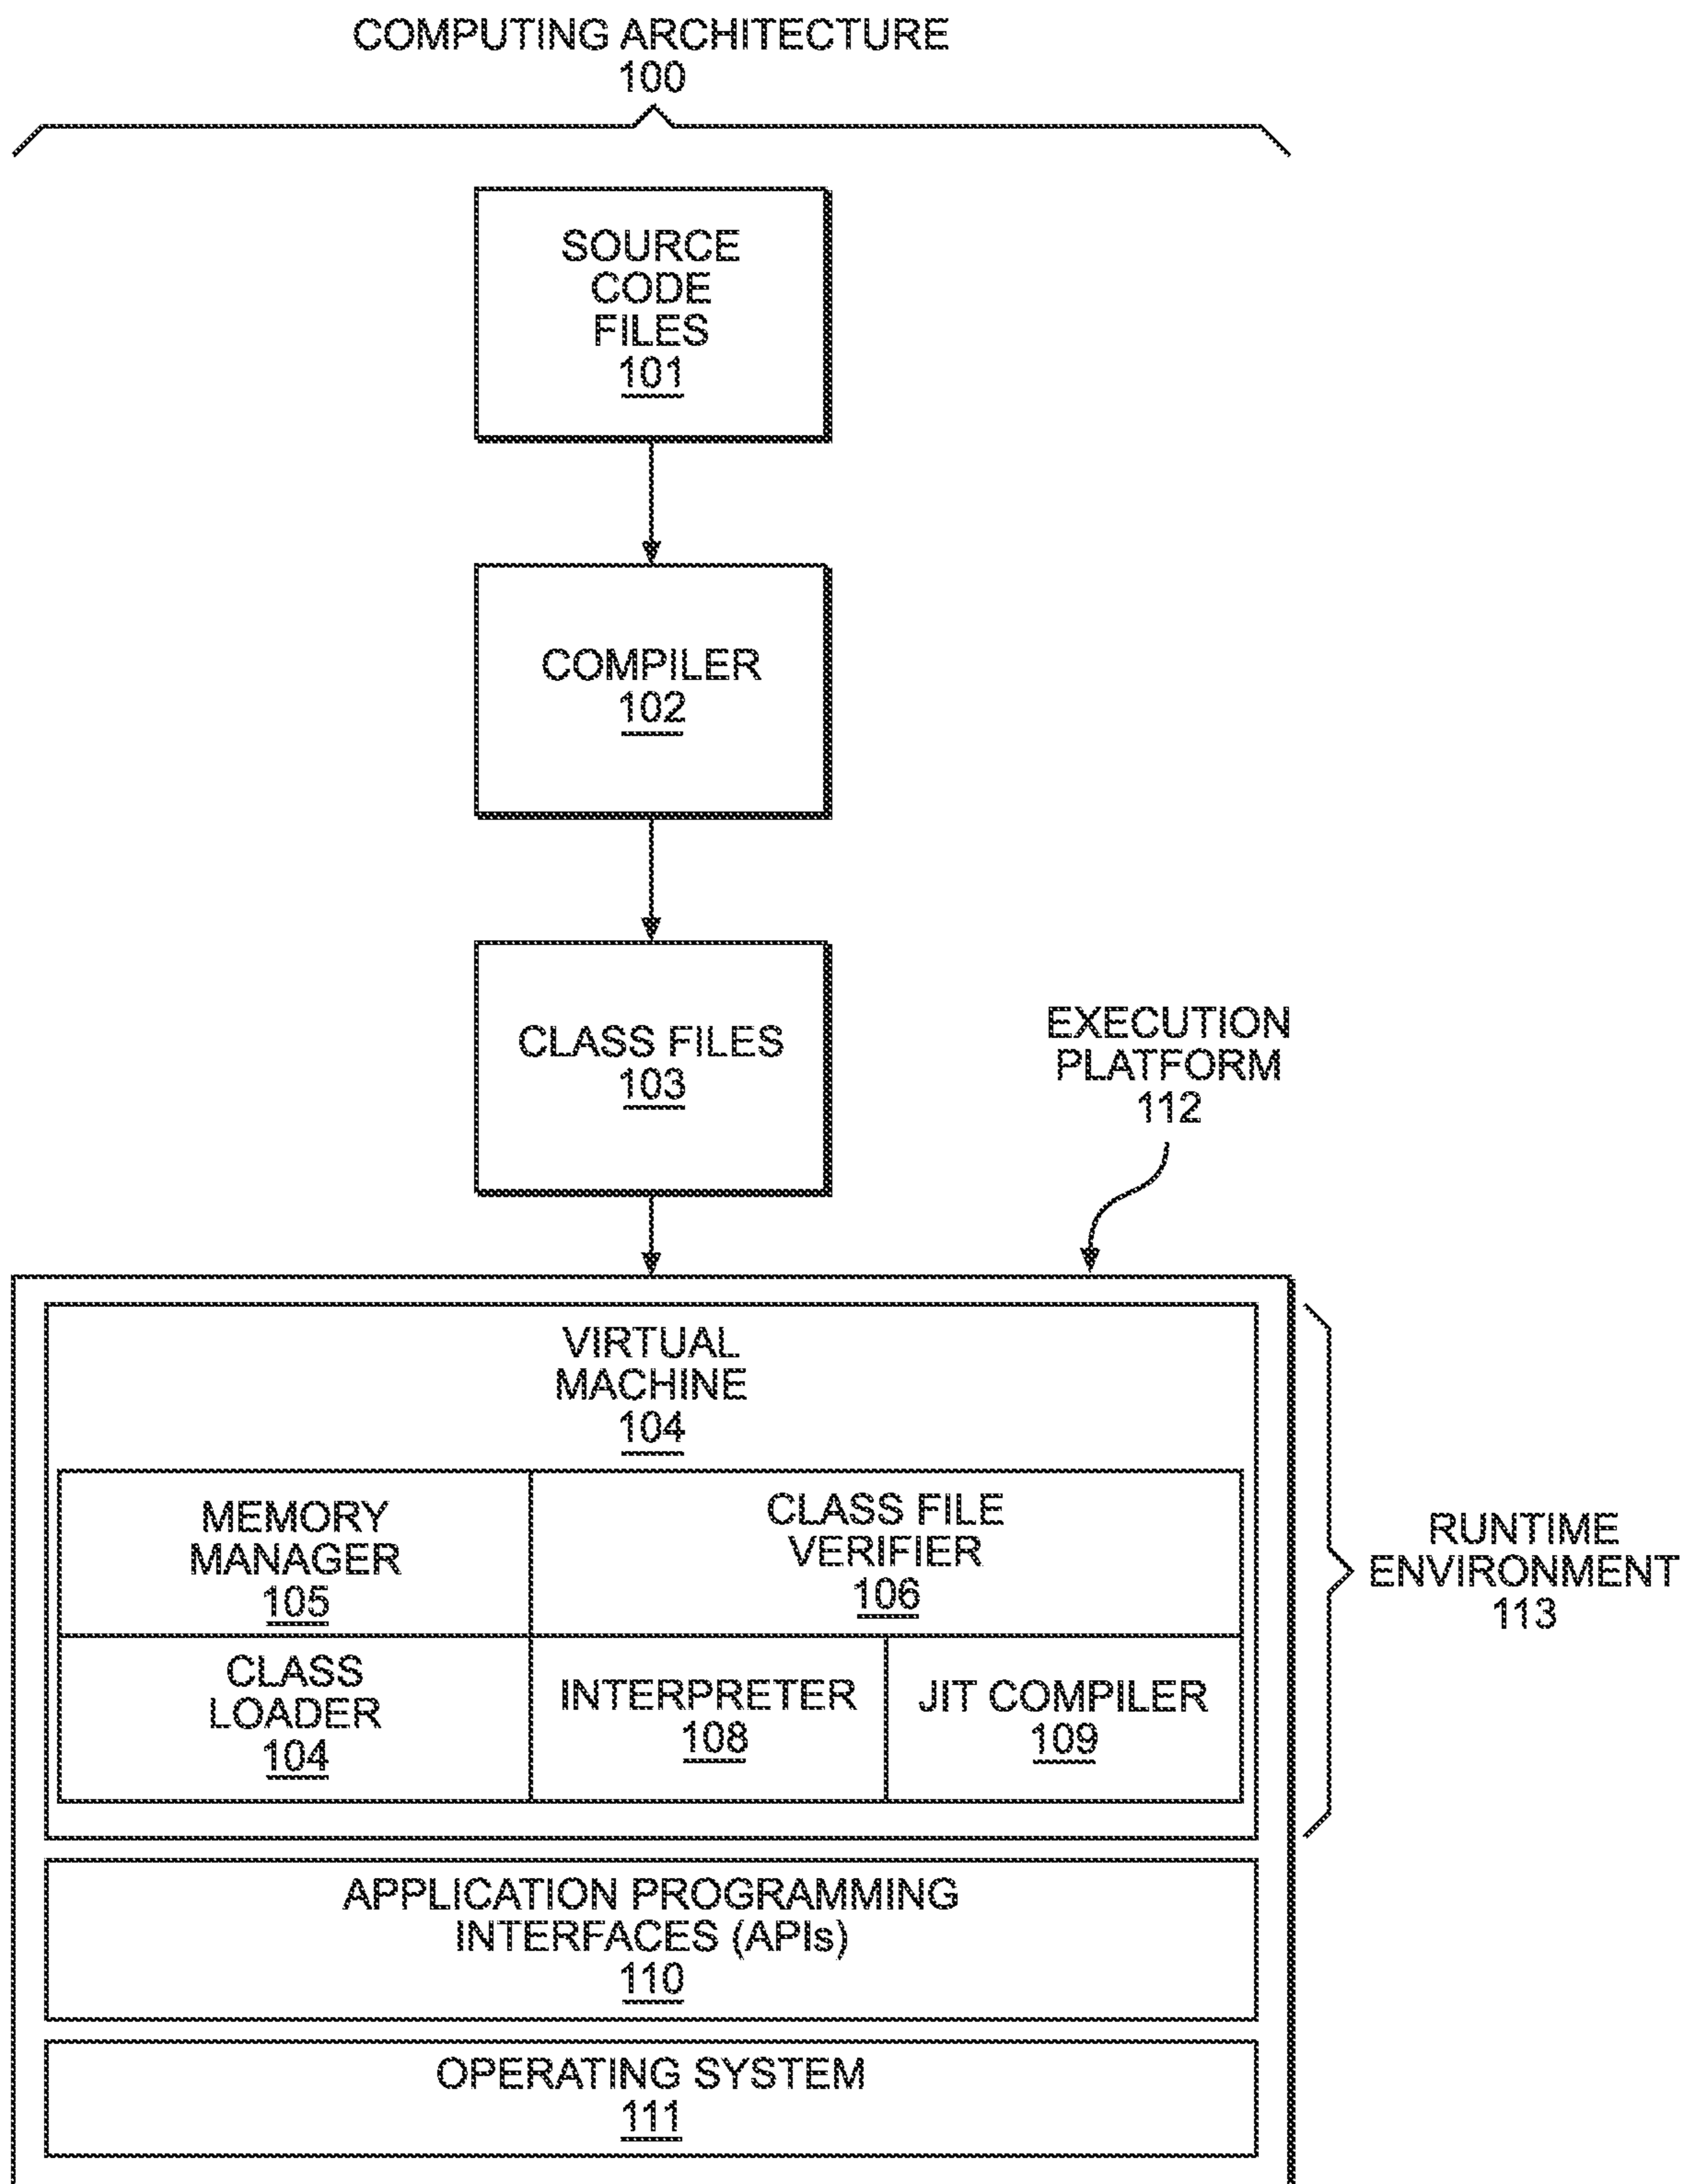 COMPUTING ARCHITECTURE
100
SOURCE
CODE
FILES
101
COMPILER
102
CLASS FILES
103
EXECUTION
PLATFORM
112
VIRTUAL
MACHINE
104
MEMORY
MANAGER
105
CLASS FILE
VERIFIER
106
CLASS
LOADER
104
INTERPRETER
108
JIT COMPILER
109
RUNTIME
ENVIRONMENT
113
APPLICATION PROGRAMMING
INTERFACES (APIs)
110
OPERATING SYSTEM
111